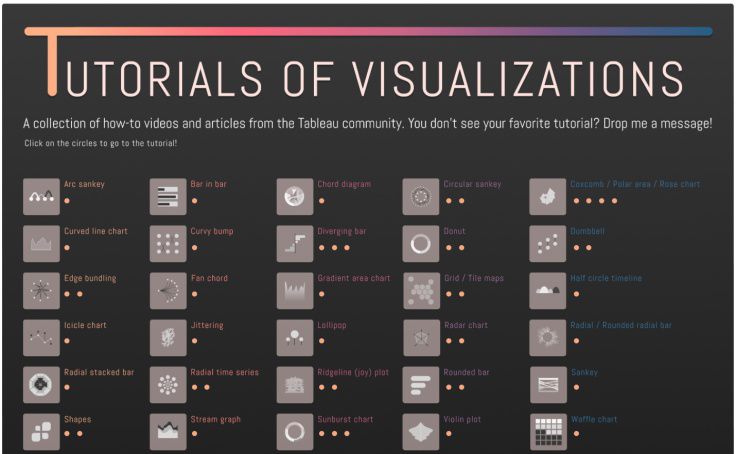 TUTORIALS OF VISUALIZATIONS
A collection of how-to videos and articles from the Tableau community. You don't see your favorite tutorial? Drop me a message!
Click on the circles to go to the tutorial!
Arc sankey
Bar in bar
Chord diagram
Circular sankey
Coxcomb / Polar area / Rose chart
Curved line chart
Curvy bump
Diverging bar
Donut
Dumbbell
Edge bundling
Fan chord
Gradient area chart
Grid / Tile maps
Half circle timeline
Icicle chart
Jittering
Lollipop
Radar chart
Radial / Rounded radial bar
Radial stacked bar
Radial time series
Ridgeline (joy) plot
Rounded bar
Sankey
Shapes
Stream graph
Sunburst chart
Violin plot
Waffle chart